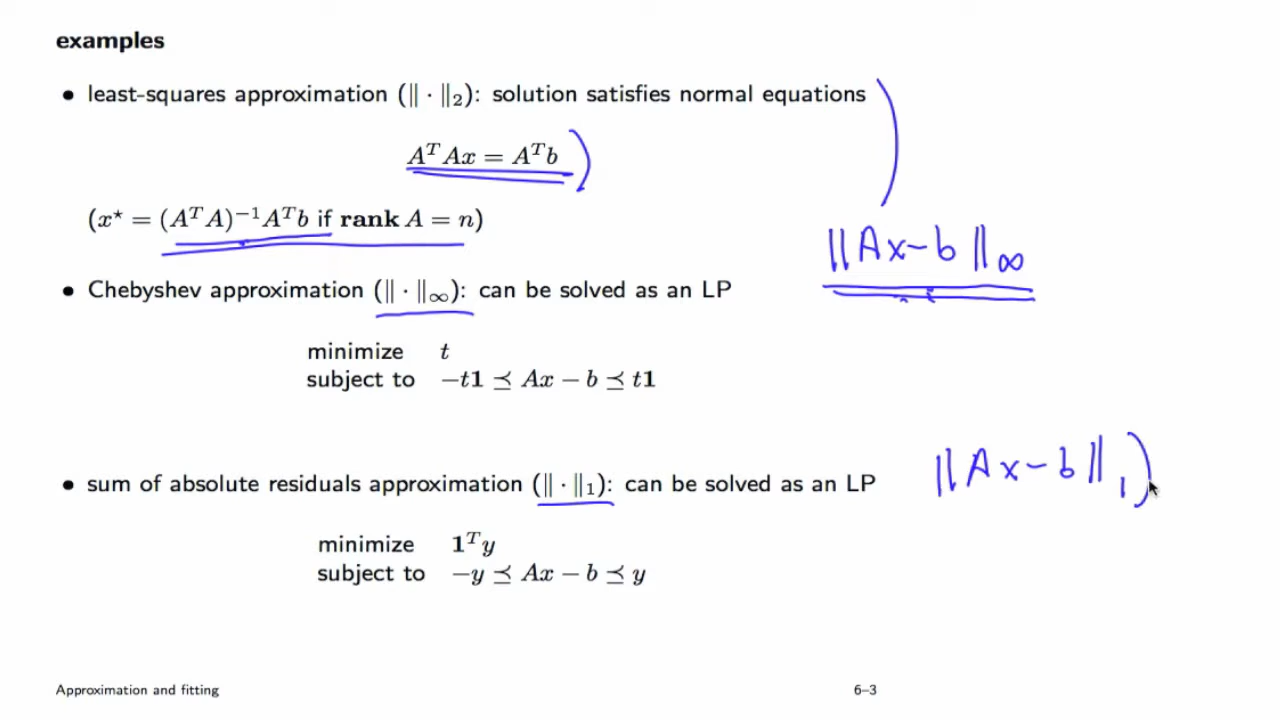 examples
• least-squares approximation (‖ · ‖₂): solution satisfies normal equations
AᵀAx = Aᵀb
(x⋆ = (AᵀA)⁻¹Aᵀb if rank A = n)
‖Ax−b‖∞
• Chebyshev approximation (‖ · ‖∞): can be solved as an LP
minimize t
subject to −t1 ⪯ Ax − b ⪯ t1
• sum of absolute residuals approximation (‖ · ‖₁): can be solved as an LP
‖Ax−b‖₁)
minimize 1ᵀy
subject to −y ⪯ Ax − b ⪯ y
Approximation and fitting 6–3